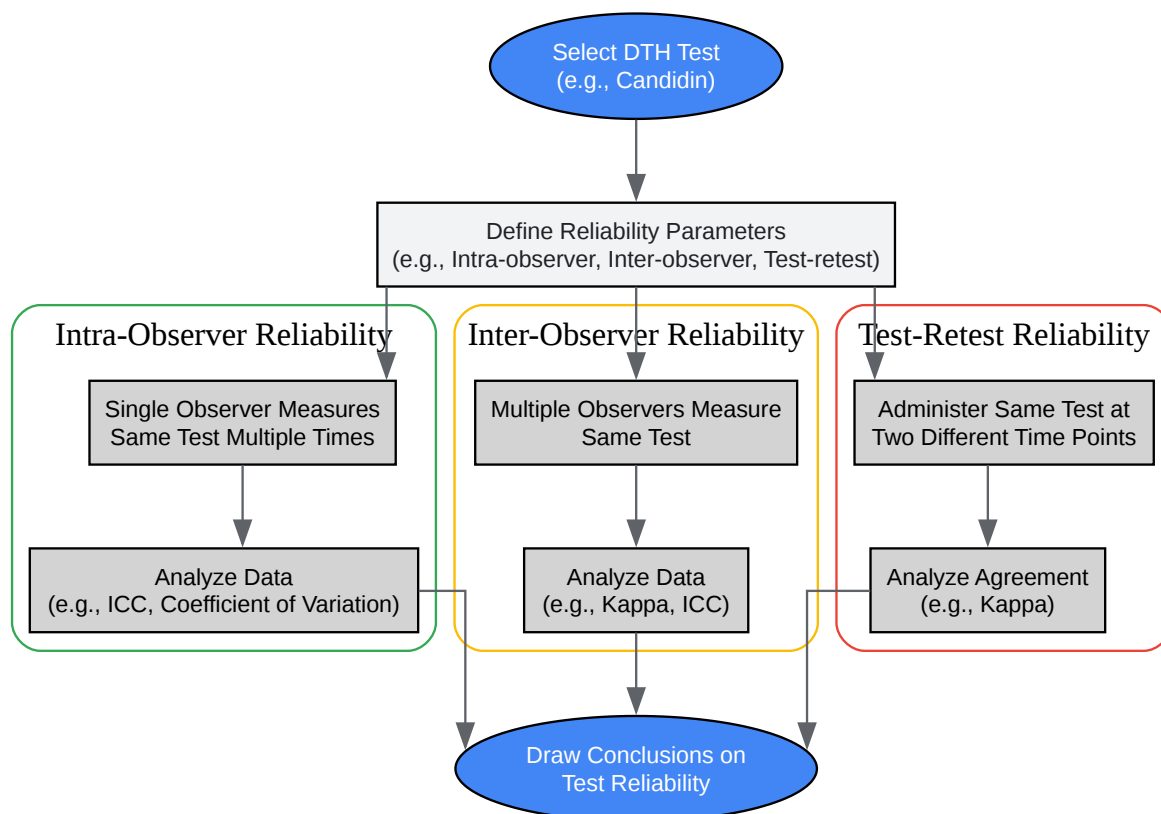 Select DTH Test
(e.g., Candidin)
Define Reliability Parameters
(e.g., Intra-observer, Inter-observer, Test-retest)
Intra-Observer Reliability
Single Observer Measures
Same Test Multiple Times
Analyze Data
(e.g., ICC, Coefficient of Variation)
Inter-Observer Reliability
Multiple Observers Measure
Same Test
Analyze Data
(e.g., Kappa, ICC)
Test-Retest Reliability
Administer Same Test at
Two Different Time Points
Analyze Agreement
(e.g., Kappa)
Draw Conclusions on
Test Reliability